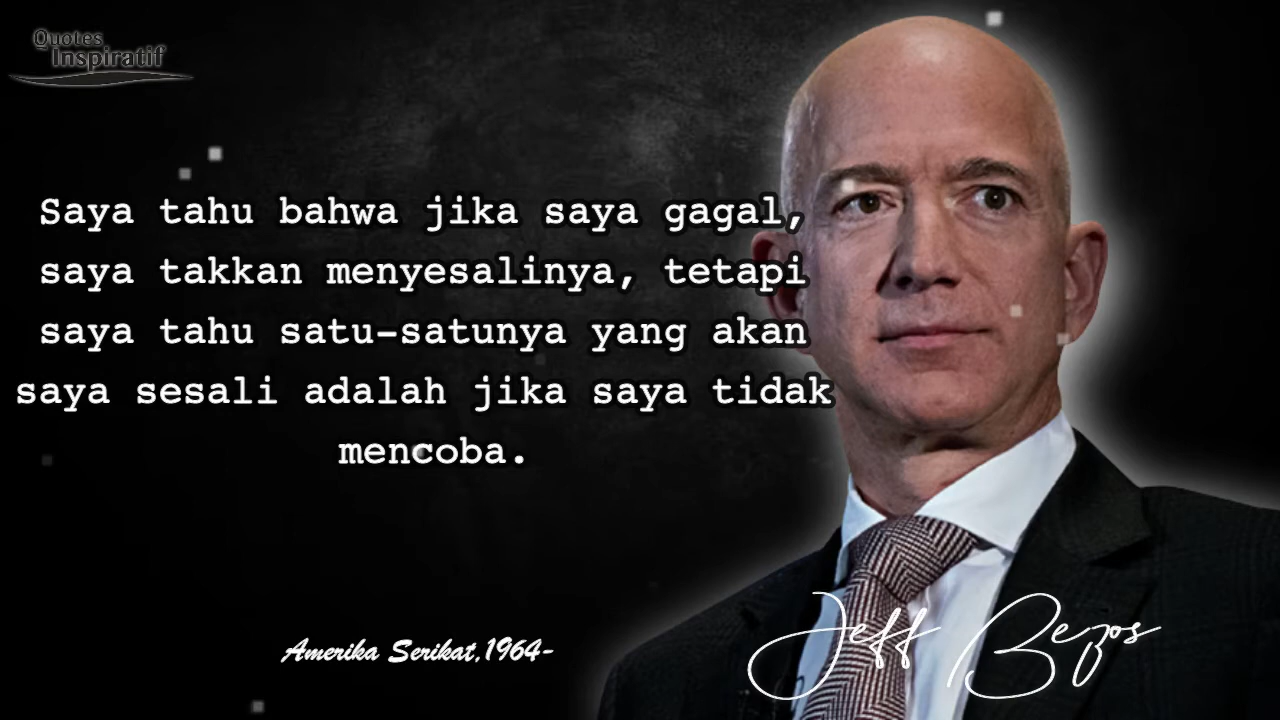 Quotes
Inspiratif
Saya tahu bahwa jika saya gagal,
saya takkan menyesalinya, tetapi
saya tahu satu-satunya yang akan
saya sesali adalah jika saya tidak
mencoba.
Amerika Serikat,1964-
Jeff Bezos